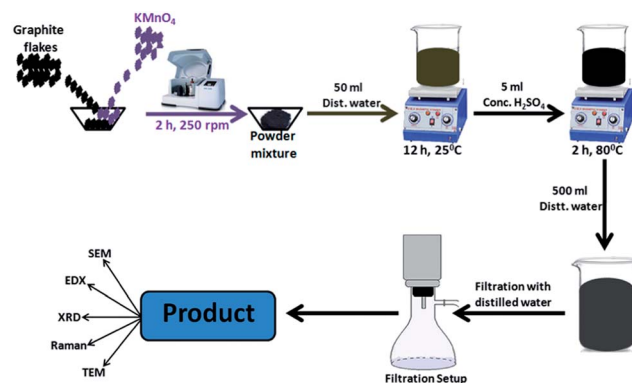 Graphite
flakes
KMnO4
2 h, 250 rpm
Powder
mixture
50 ml
Dist. water
12 h, 25⁰C
5 ml
Conc. H2SO4
2 h, 80⁰C
500 ml
Distt. water
Filtration with
distilled water
Filtration Setup
Product
SEM
EDX
XRD
Raman
TEM